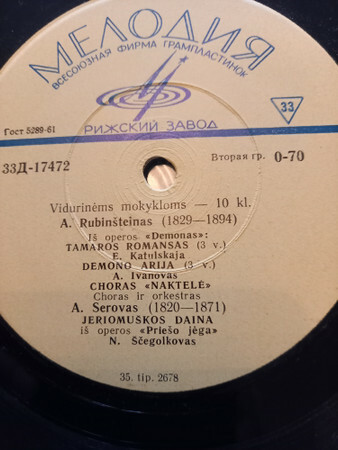 МЕЛОДИЯ
ВСЕСОЮЗНАЯ ФИРМА ГРАМПЛАСТИНОК
33
Гост 5289-61
РИЖСКИЙ ЗАВОД
33Д-17472
Вторая гр. 0-70
Vidurinėms mokykloms — 10 kl.
A. Rubinšteinas (1829—1894)
Iš operos «Demonas»:
TAMAROS ROMANSAS (3 v.)
E. Katulskaja
DEMONO ARIJA (3 v.)
A. Ivanovas
CHORAS «NAKTELĖ»
Choras ir orkestras
A. Serovas (1820—1871)
JERIOMUSKOS DAINA
iš operos «Priešo jėga»
N. Ščegolkovas
35. tip. 2678